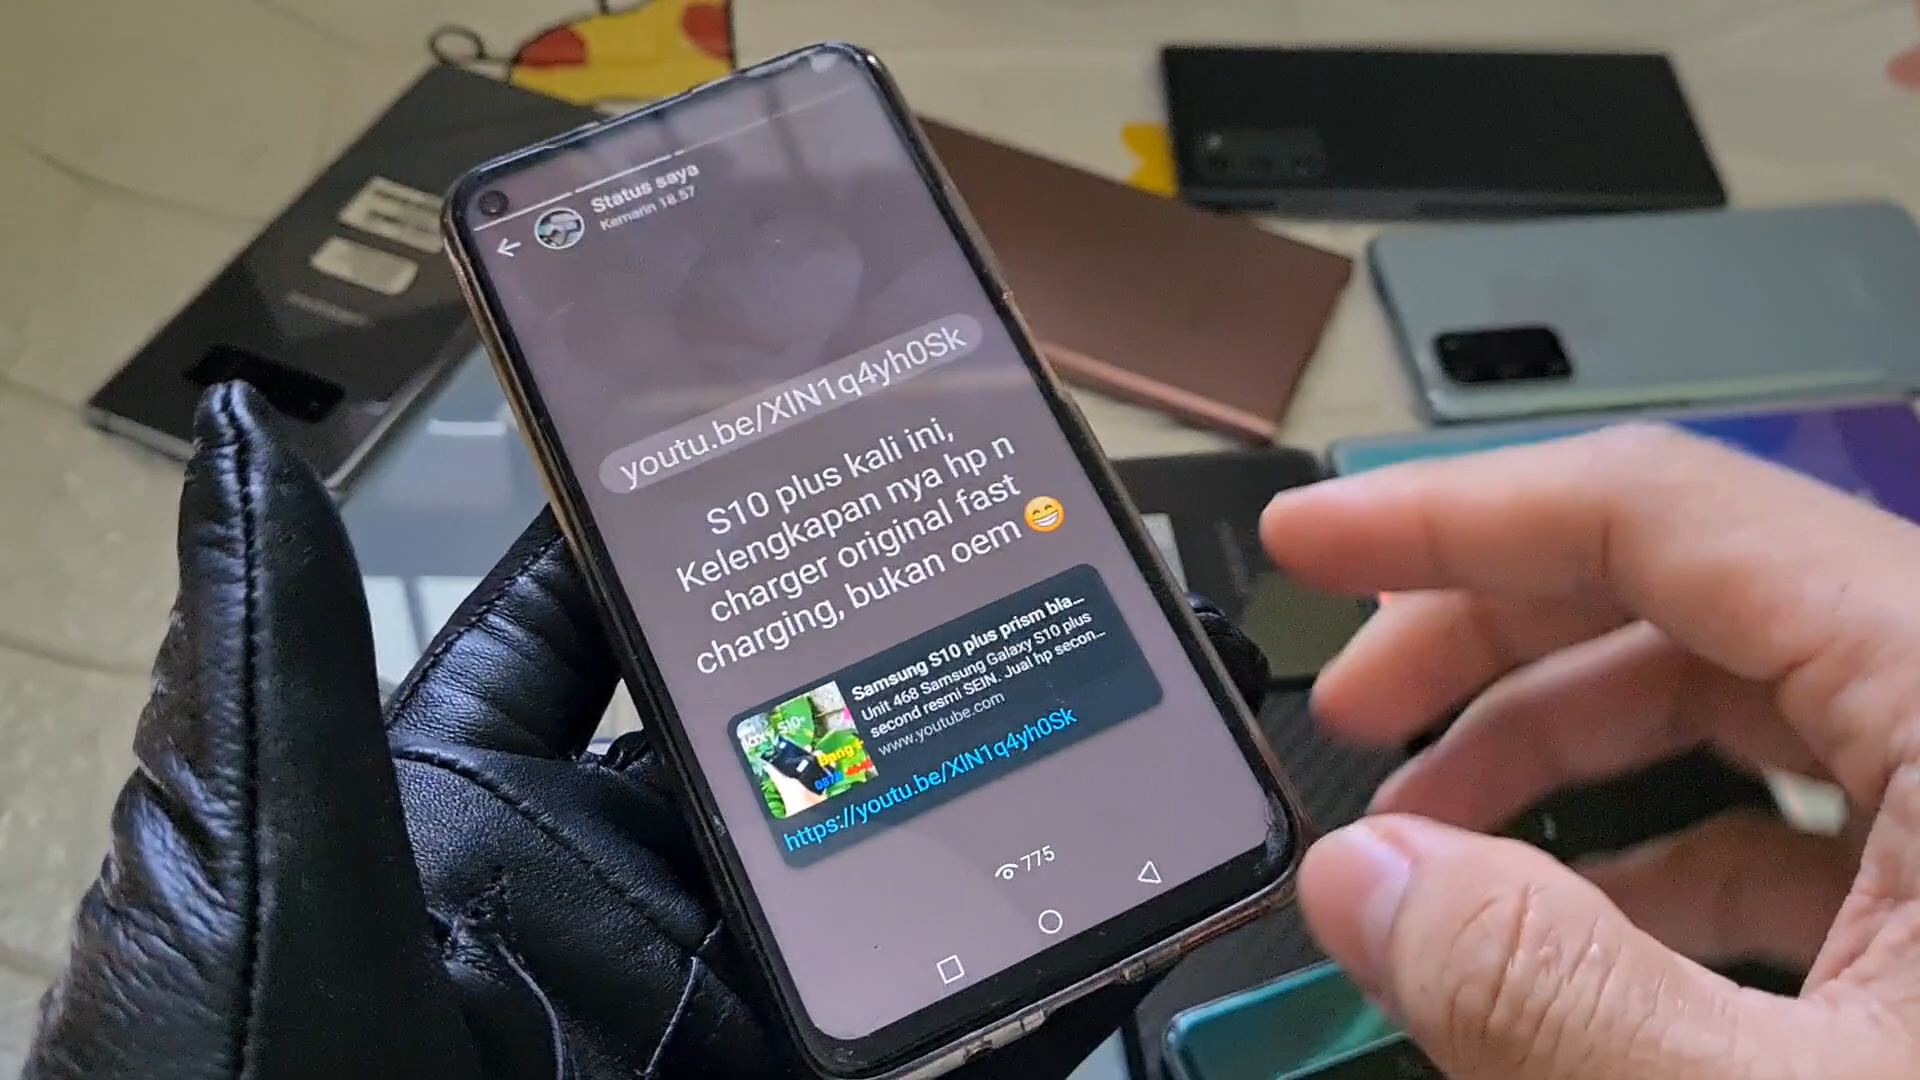 Status saya
Kemarin 18.57
youtu.be/XIN1q4yh0Sk
S10 plus kali ini,
Kelengkapan nya hp n
charger original fast
charging, bukan oem 😁
Samsung S10 plus prism bla...
Unit 468 Samsung Galaxy S10 plus
second resmi SEIN. Jual hp secon...
www.youtube.com
https://youtu.be/XIN1q4yh0Sk
775